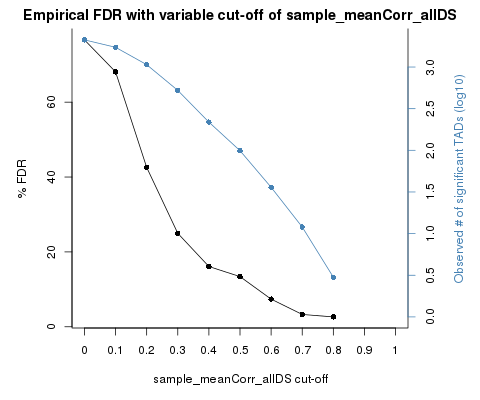 Empirical FDR with variable cut-off of sample_meanCorr_allDS
% FDR
60
40
20
0
3.0
2.5
2.0
1.5
1.0
0.5
0.0
Observed # of significant TADs (log10)
0 0.1 0.2 0.3 0.4 0.5 0.6 0.7 0.8 0.9 1
sample_meanCorr_allDS cut-off